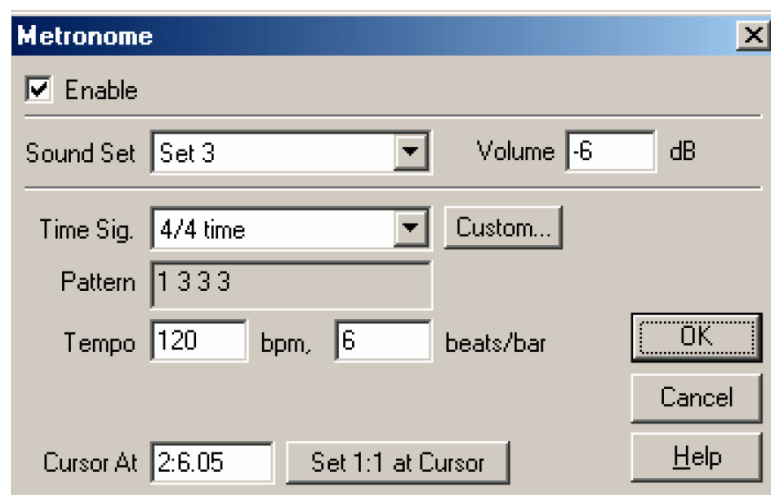 Metronome
Enable
Sound Set Set 3 Volume -6 dB
Time Sig. 4/4 time Custom...
Pattern 1 3 3 3
Tempo 120 bpm, 6 beats/bar
OK
Cancel
Cursor At 2:6.05 Set 1:1 at Cursor Help